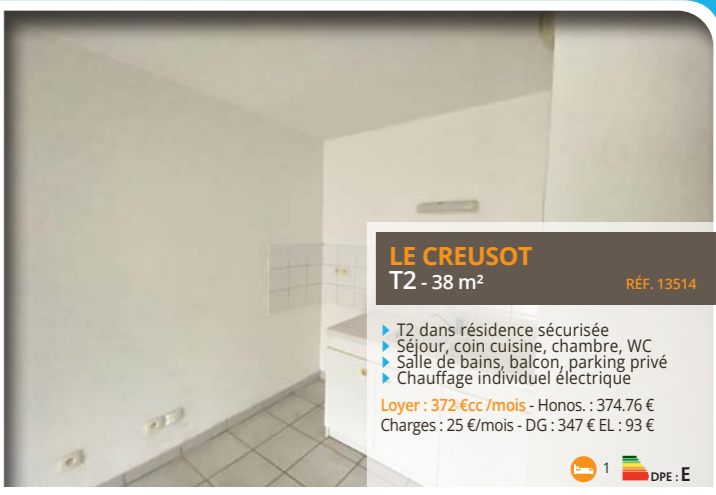 LE CREUSOT
T2 - 38 m² RÉF. 13514
T2 dans résidence sécurisée
Séjour, coin cuisine, chambre, WC
Salle de bains, balcon, parking privé
Chauffage individuel électrique
Loyer : 372 €cc /mois - Honos. : 374.76 €
Charges : 25 €/mois - DG : 347 € EL : 93 €
1 DPE : E